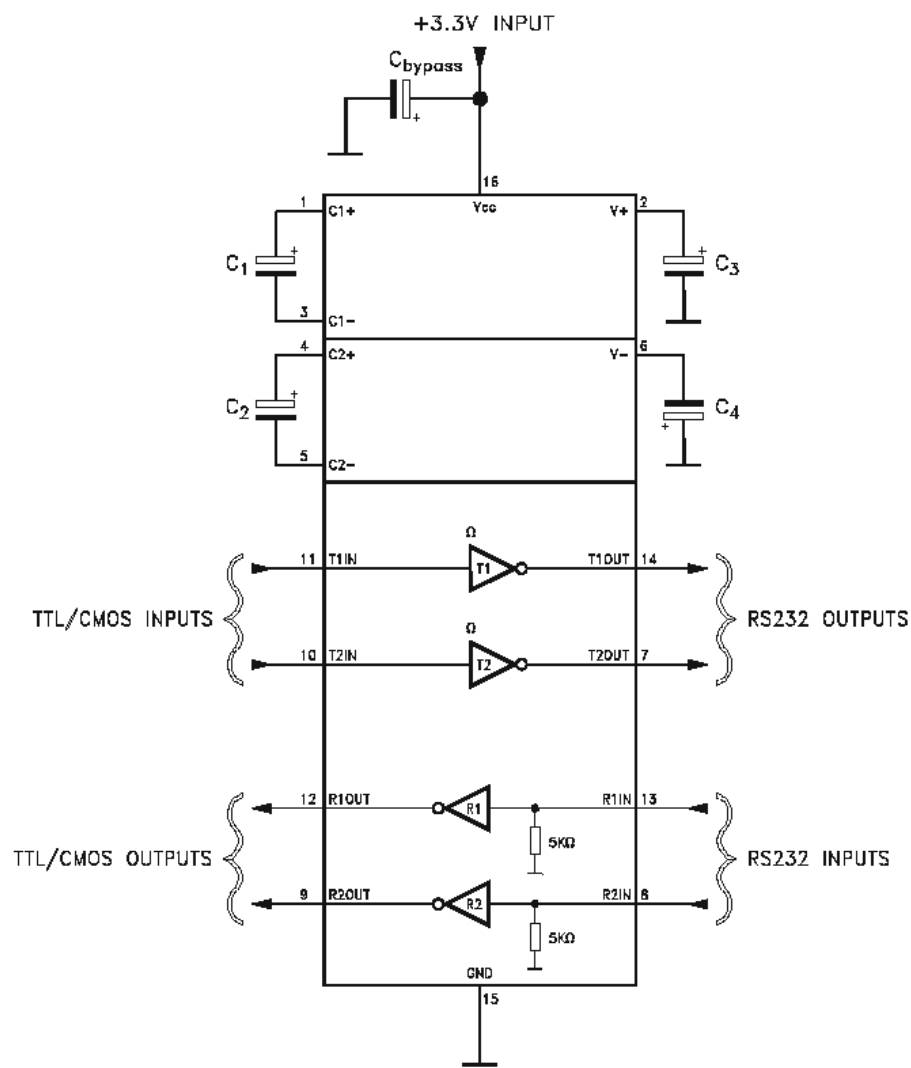 +3.3V INPUT
Cbypass
16
Vcc
1 C1+
V+ 2
C1
C3
3 C1-
4 C2+
V- 6
C2
C4
5 C2-
Ω
11 T1IN T1 T1OUT 14
TTL/CMOS INPUTS
RS232 OUTPUTS
Ω
10 T2IN T2 T2OUT 7
12 R1OUT R1 R1IN 13
5KΩ
TTL/CMOS OUTPUTS
RS232 INPUTS
9 R2OUT R2 R2IN 8
5KΩ
GND
15